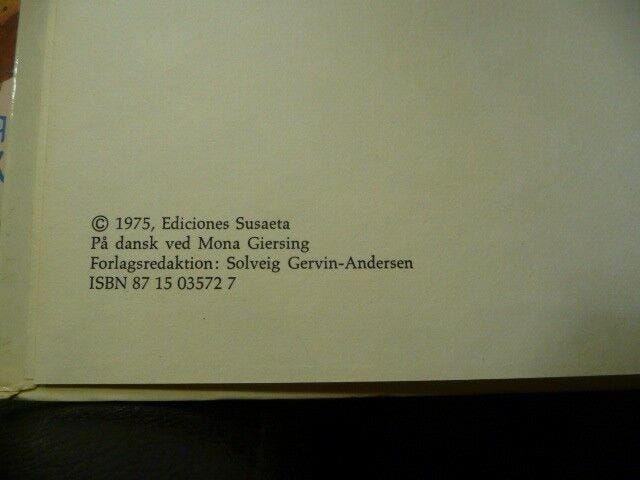 © 1975, Ediciones Susaeta
På dansk ved Mona Giersing
Forlagsredaktion: Solveig Gervin-Andersen
ISBN 87 15 03572 7